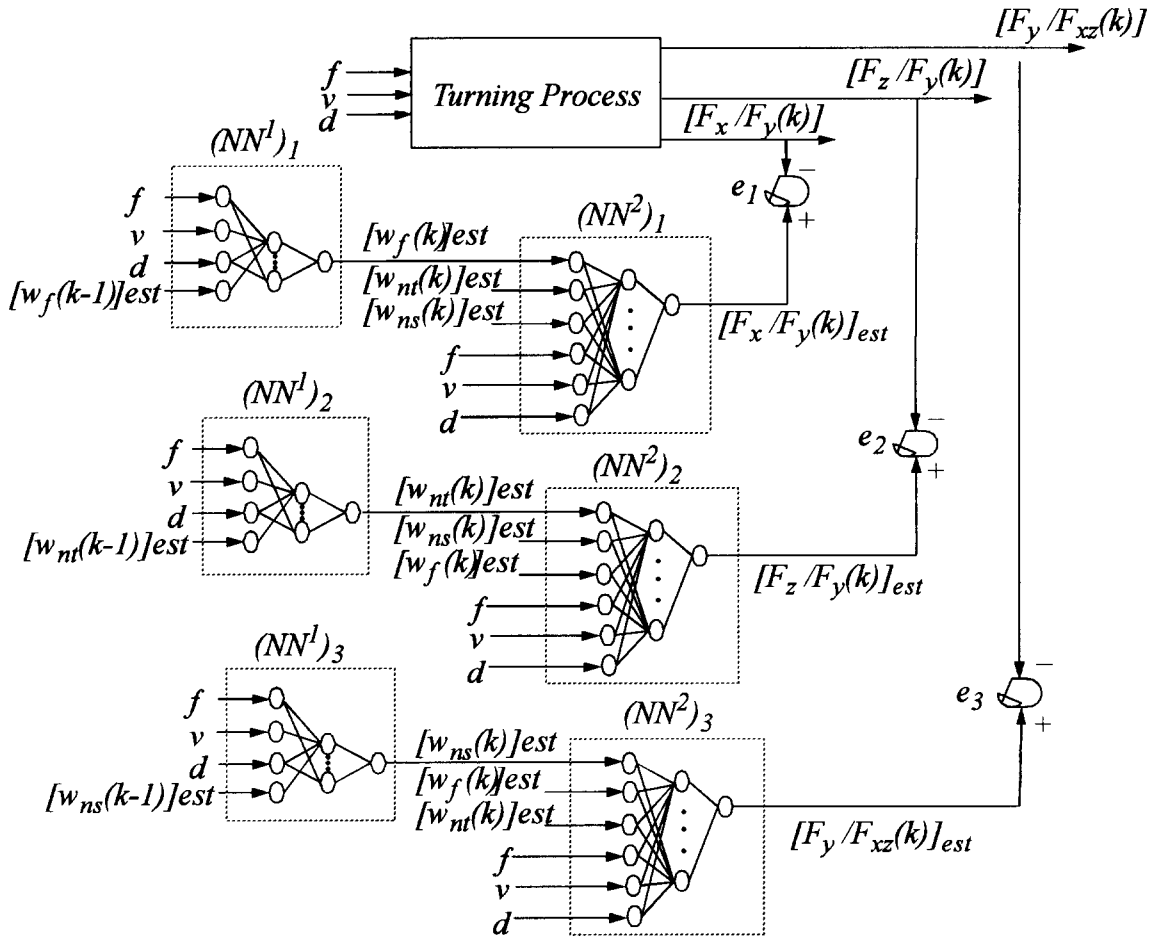 [F_y /F_xz(k)]
f
v
d
Turning Process
[F_z /F_y(k)]
[F_x /F_y(k)]
(NN^1)_1
f
v
d
[w_f(k-1)]est
[w_f(k)]est
[w_nt(k)]est
[w_ns(k)]est
f
v
d
(NN^2)_1
e_1
−
+
[F_x /F_y(k)]_est
(NN^1)_2
f
v
d
[w_nt(k-1)]est
[w_nt(k)]est
[w_ns(k)]est
[w_f(k)]est
f
v
d
(NN^2)_2
e_2
−
+
[F_z /F_y(k)]_est
(NN^1)_3
f
v
d
[w_ns(k-1)]est
[w_ns(k)]est
[w_f(k)]est
[w_nt(k)]est
f
v
d
(NN^2)_3
e_3
−
+
[F_y /F_xz(k)]_est